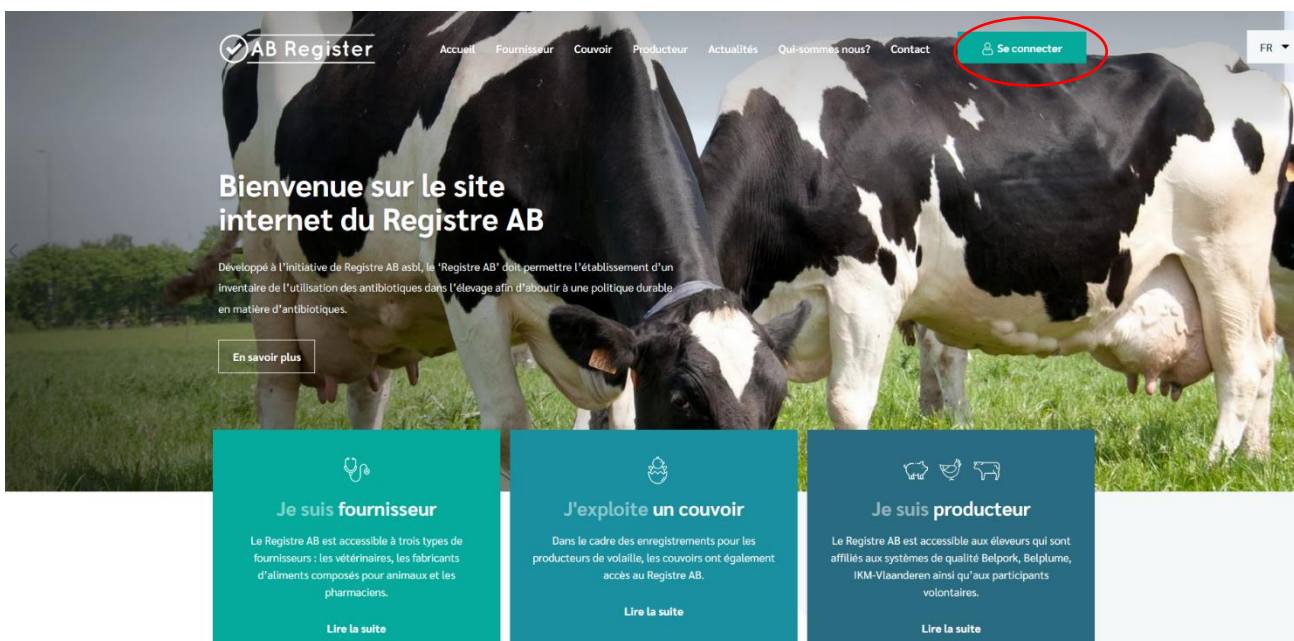 AB Register
Accueil Fournisseur Couvoir Producteur Actualités Qui-sommes nous? Contact Se connecter FR
Bienvenue sur le site
internet du Registre AB
Développé à l'initiative de Registre AB asbl, le 'Registre AB' doit permettre l'établissement d'un
inventaire de l'utilisation des antibiotiques dans l'élevage afin d'aboutir à une politique durable
en matière d'antibiotiques.
En savoir plus
Je suis fournisseur
Le Registre AB est accessible à trois types de
fournisseurs : les vétérinaires, les fabricants
d'aliments composés pour animaux et les
pharmaciens.
Lire la suite
J'exploite un couvoir
Dans le cadre des enregistrements pour les
producteurs de volaille, les couvoirs ont également
accès au Registre AB.
Lire la suite
Je suis producteur
Le Registre AB est accessible aux éleveurs qui sont
affiliés aux systèmes de qualité Belpork, Belplume,
IKM-Vlaanderen ainsi qu'aux participants
volontaires.
Lire la suite